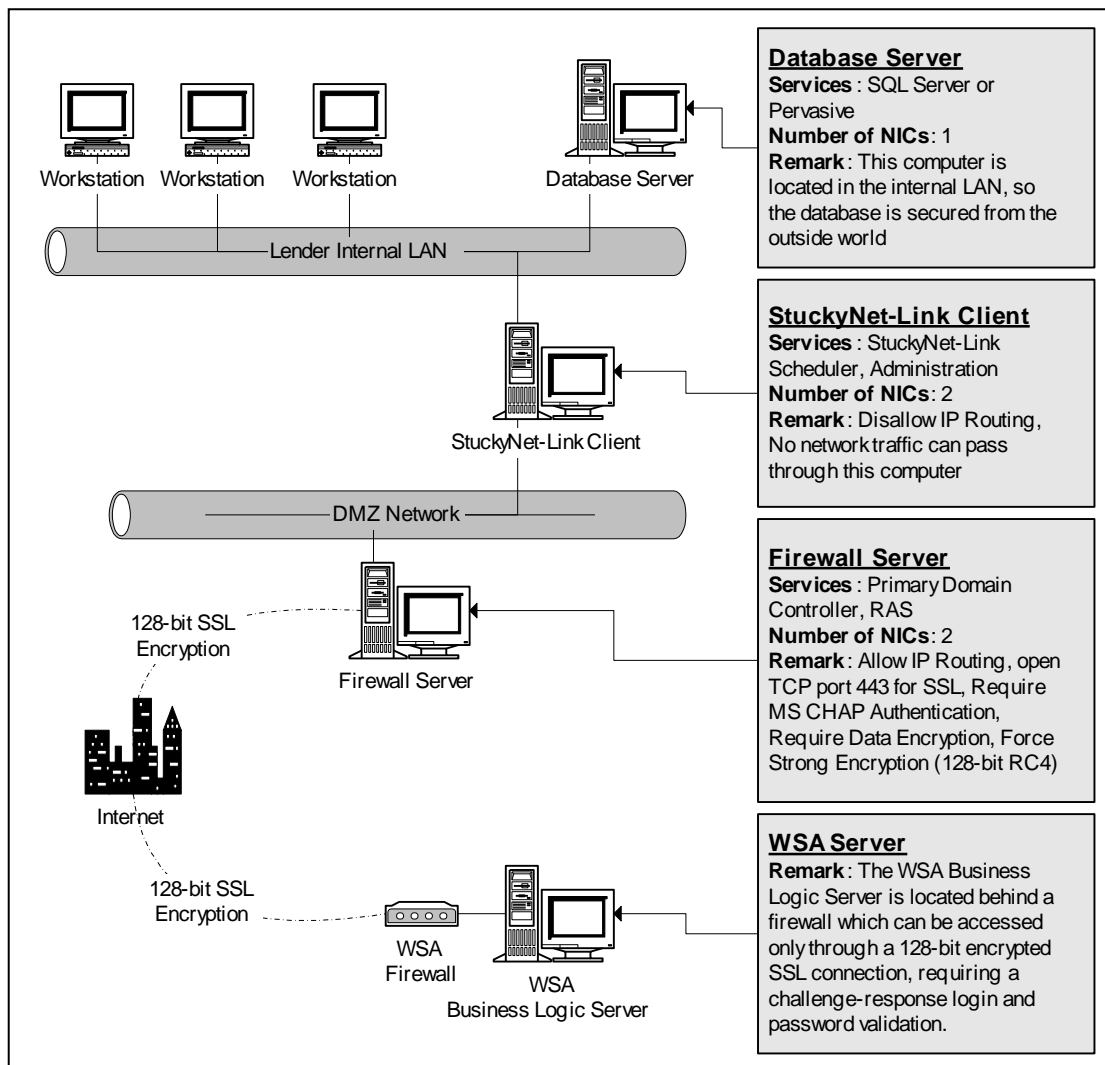 Database Server
Services : SQL Server or
Pervasive
Number of NICs: 1
Remark : This computer is
located in the internal LAN, so
the database is secured from the
outside world
Workstation
Workstation
Workstation
Database Server
Lender Internal LAN
StuckyNet-Link Client
Services : StuckyNet-Link
Scheduler, Administration
Number of NICs: 2
Remark : Disallow IP Routing,
No network traffic can pass
through this computer
StuckyNet-Link Client
DMZ Network
Firewall Server
Services : Primary Domain
Controller, RAS
Number of NICs: 2
Remark : Allow IP Routing, open
TCP port 443 for SSL, Require
MS CHAP Authentication,
Require Data Encryption, Force
Strong Encryption (128-bit RC4)
128-bit SSL
Encryption
Firewall Server
Internet
128-bit SSL
Encryption
WSA
Firewall
WSA
Business Logic Server
WSA Server
Remark : The WSA Business
Logic Server is located behind a
firewall which can be accessed
only through a 128-bit encrypted
SSL connection, requiring a
challenge-response login and
password validation.